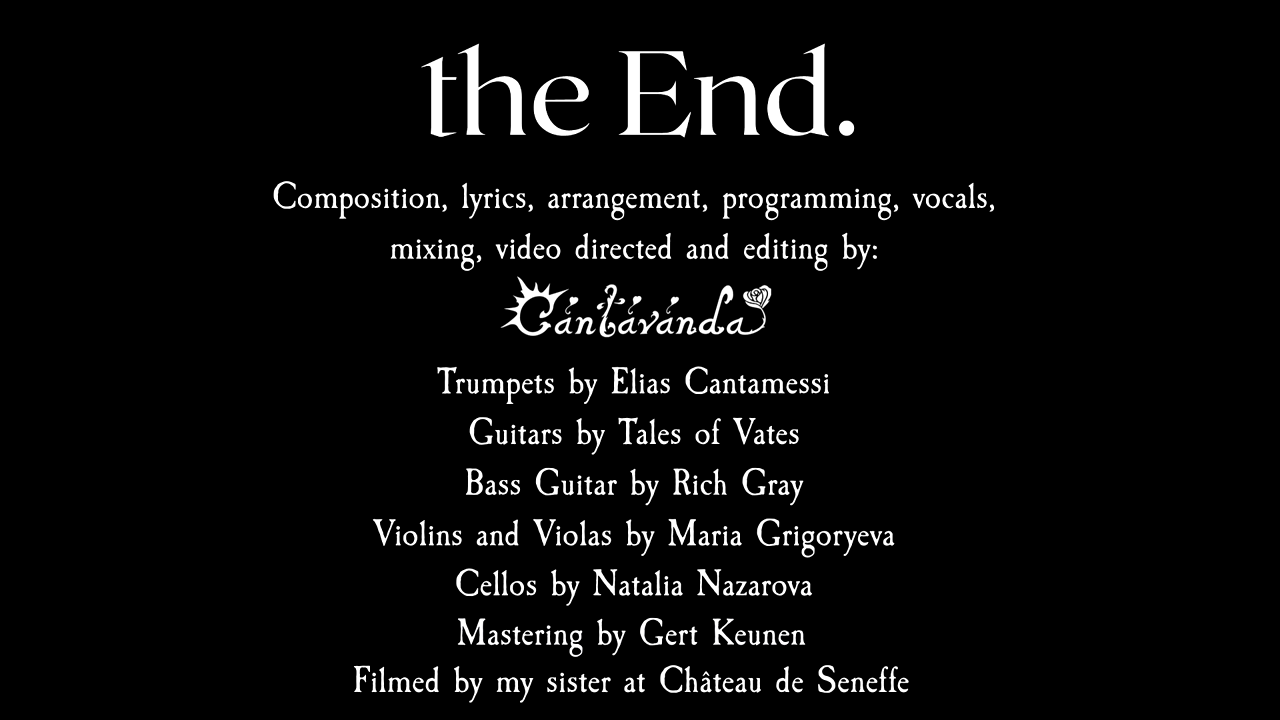 the End.
Composition, lyrics, arrangement, programming, vocals,
mixing, video directed and editing by:
Cantavanda
Trumpets by Elias Cantamessi
Guitars by Tales of Vates
Bass Guitar by Rich Gray
Violins and Violas by Maria Grigoryeva
Cellos by Natalia Nazarova
Mastering by Gert Keunen
Filmed by my sister at Château de Seneffe